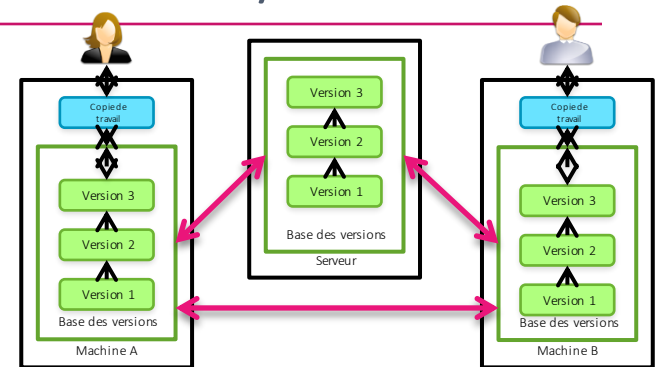 Copie de
travail
Version 3
Version 2
Version 1
Base des versions
Machine A
Version 3
Version 2
Version 1
Base des versions
Serveur
Copie de
travail
Version 3
Version 2
Version 1
Base des versions
Machine B